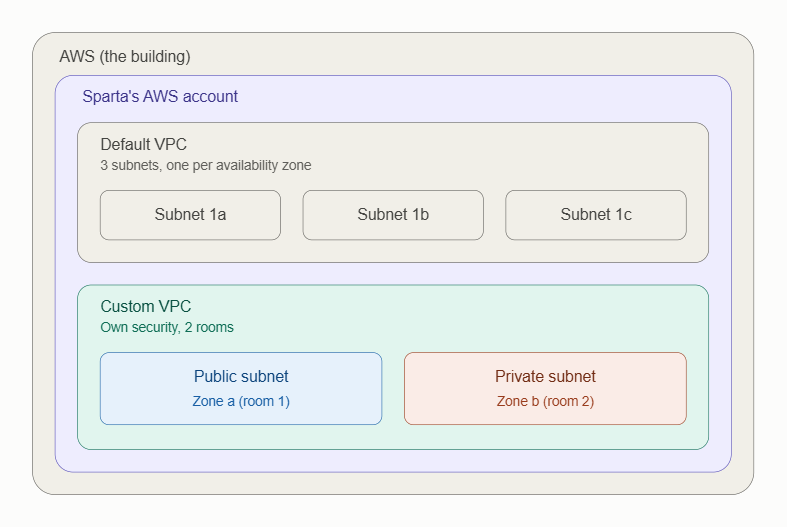 AWS (the building)
Sparta's AWS account
Default VPC
3 subnets, one per availability zone
Subnet 1a
Subnet 1b
Subnet 1c
Custom VPC
Own security, 2 rooms
Public subnet
Zone a (room 1)
Private subnet
Zone b (room 2)